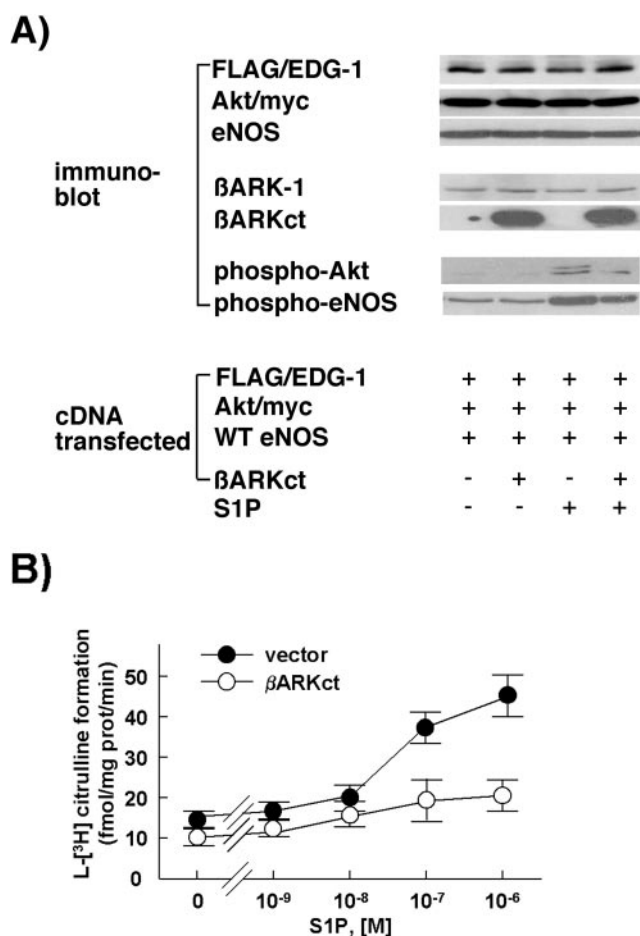 A)
FLAG/EDG-1
Akt/myc
eNOS
immuno-
blot
ßARK-1
ßARKct
phospho-Akt
phospho-eNOS
cDNA
transfected
FLAG/EDG-1 + + + +
Akt/myc + + + +
WT eNOS + + + +
ßARKct - + - +
S1P - - + +
B)
L-[³H] citrulline formation
(fmol/mg prot/min)
vector
βARKct
50
40
30
20
10
0
0 10⁻⁹ 10⁻⁸ 10⁻⁷ 10⁻⁶
S1P, [M]